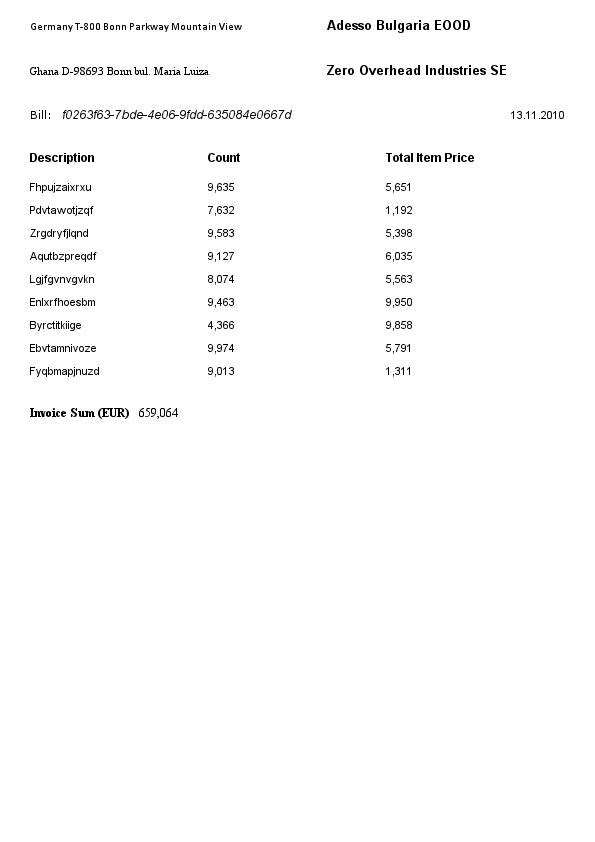 Germany T-800 Bonn Parkway Mountain View Adesso Bulgaria EOOD
Ghana D-98693 Bonn bul. Maria Luiza Zero Overhead Industries SE
Bill: f0263f63-7bde-4e06-9fdd-635084e0667d 13.11.2010
Description Count Total Item Price
Fhpujzaixrxu 9,635 5,651
Pdvtawotjzqf 7,632 1,192
Zrgdryfjlqnd 9,583 5,398
Aqutbzpreqdf 9,127 6,035
Lgjfgvnvgvkn 8,074 5,563
Enlxrfhoesbm 9,463 9,950
Byrctitkiige 4,366 9,858
Ebvtamnivoze 9,974 5,791
Fyqbmapjnuzd 9,013 1,311
Invoice Sum (EUR) 659,064